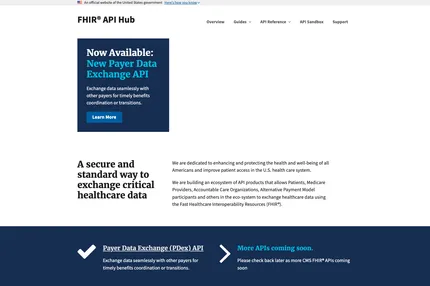 An official website of the United States government Here's how you know
FHIR® API Hub
Overview Guides API Reference API Sandbox Support
Now Available:
New Payer Data
Exchange API
Exchange data seamlessly with
other payers for timely benefits
coordination or transitions.
Learn More
A secure and
standard way to
exchange critical
healthcare data
We are dedicated to enhancing and protecting the health and well-being of all
Americans and improve patient access in the U.S. health care system.
We are building an ecosystem of API products that allows Patients, Medicare
Providers, Accountable Care Organizations, Alternative Payment Model
participants and others in the eco-system to exchange healthcare data using
the Fast Healthcare Interoperability Resources (FHIR®).
Payer Data Exchange (PDex) API
Exchange data seamlessly with other payers for
timely benefits coordination or transitions.
More APIs coming soon.
Please check back later as more CMS FHIR® APIs coming
soon